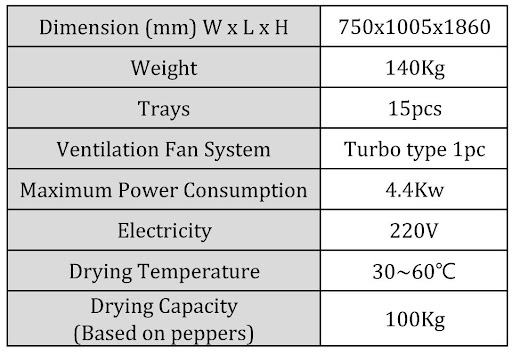 Dimension (mm) W x L x H 750x1005x1860
Weight 140Kg
Trays 15pcs
Ventilation Fan System Turbo type 1pc
Maximum Power Consumption 4.4Kw
Electricity 220V
Drying Temperature 30~60℃
Drying Capacity
(Based on peppers) 100Kg